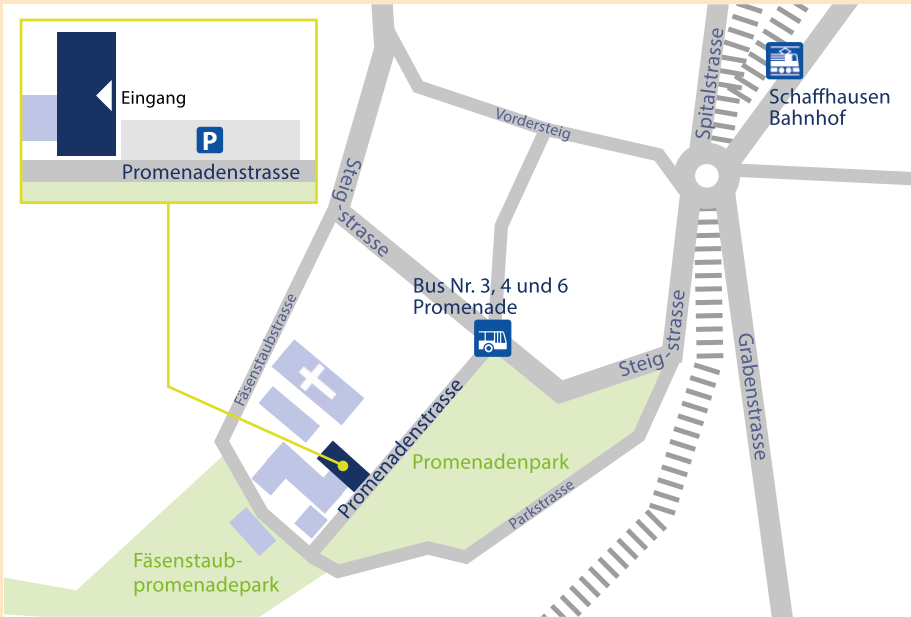 Eingang
P
Promenadenstrasse
Steig-strasse
Vordersteig
Spitalstrasse
Schaffhausen
Bahnhof
Bus Nr. 3, 4 und 6
Promenade
Fäsenstaubstrasse
Promenadenstrasse
Steig-strasse
Grabenstrasse
Promenadenpark
Parkstrasse
Fäsenstaub-
promenadepark